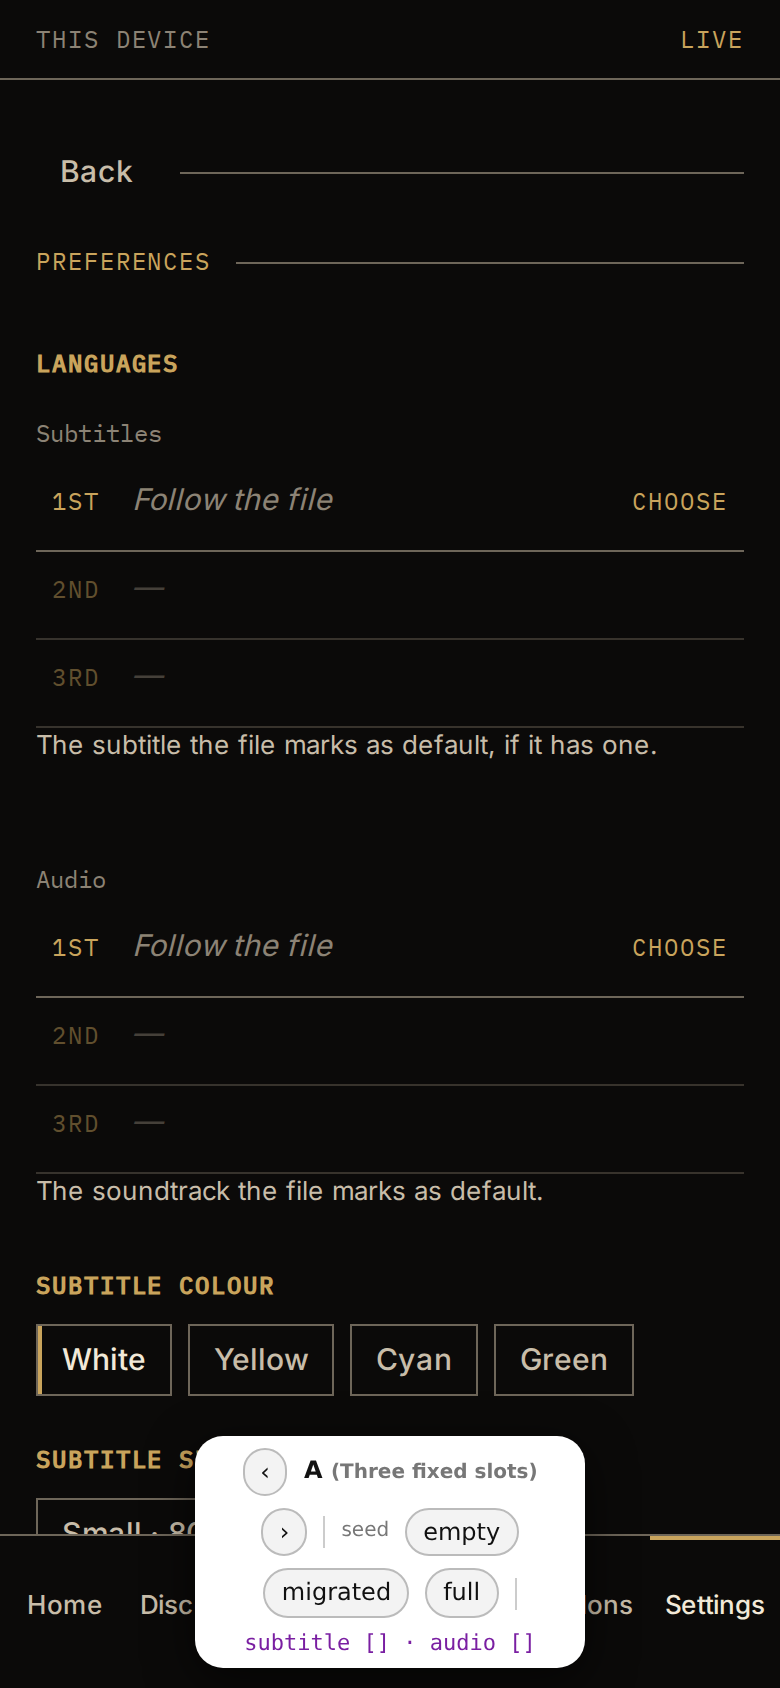 THIS DEVICE LIVE
Back
PREFERENCES
LANGUAGES
Subtitles
1ST Follow the file CHOOSE
2ND —
3RD —
The subtitle the file marks as default, if it has one.
Audio
1ST Follow the file CHOOSE
2ND —
3RD —
The soundtrack the file marks as default.
SUBTITLE COLOUR
White Yellow Cyan Green
SUBTITLE S
‹ A (Three fixed slots)
› seed empty
migrated full
subtitle [] · audio []
Small · 80
Home Disc ons Settings